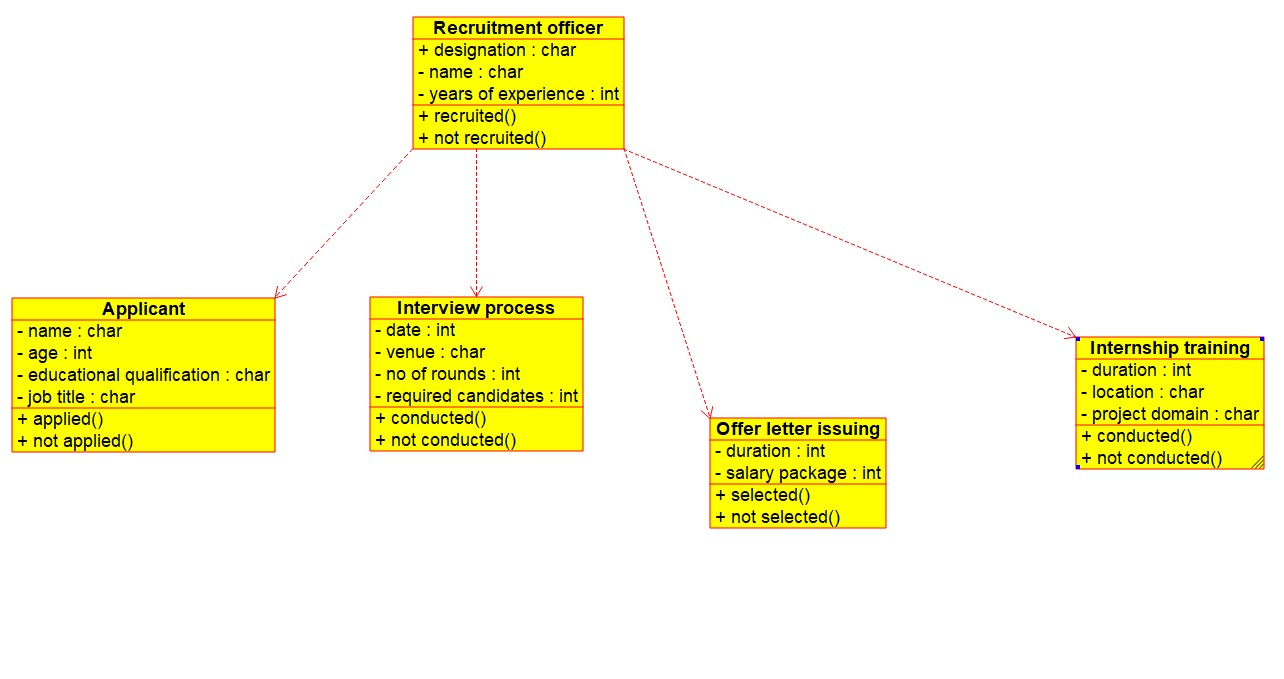 Recruitment officer
+ designation : char
- name : char
- years of experience : int
+ recruited()
+ not recruited()
Applicant
- name : char
- age : int
- educational qualification : char
- job title : char
+ applied()
+ not applied()
Interview process
- date : int
- venue : char
- no of rounds : int
- required candidates : int
+ conducted()
+ not conducted()
Offer letter issuing
- duration : int
- salary package : int
+ selected()
+ not selected()
Internship training
- duration : int
- location : char
- project domain : char
+ conducted()
+ not conducted()